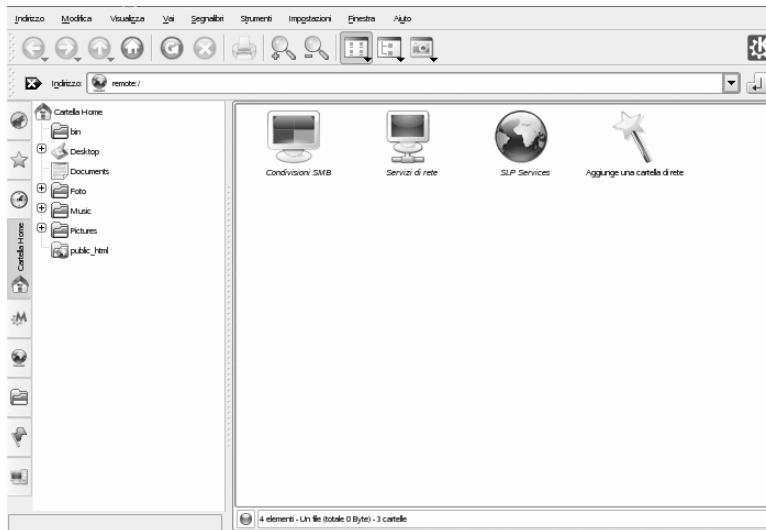 Indirizzo Modifica Visualizza Vai Segnalibri Strumenti Impostazioni Finestra Aiuto
Indirizzo: remote:/
Cartella Home
bin
Desktop
Documents
Foto
Music
Pictures
public_html
Cartella Home
Condivisioni SMB Servizi di rete SLP Services Aggiunge una cartella di rete
4 elementi - Un file (totale 0 Byte) - 3 cartelle